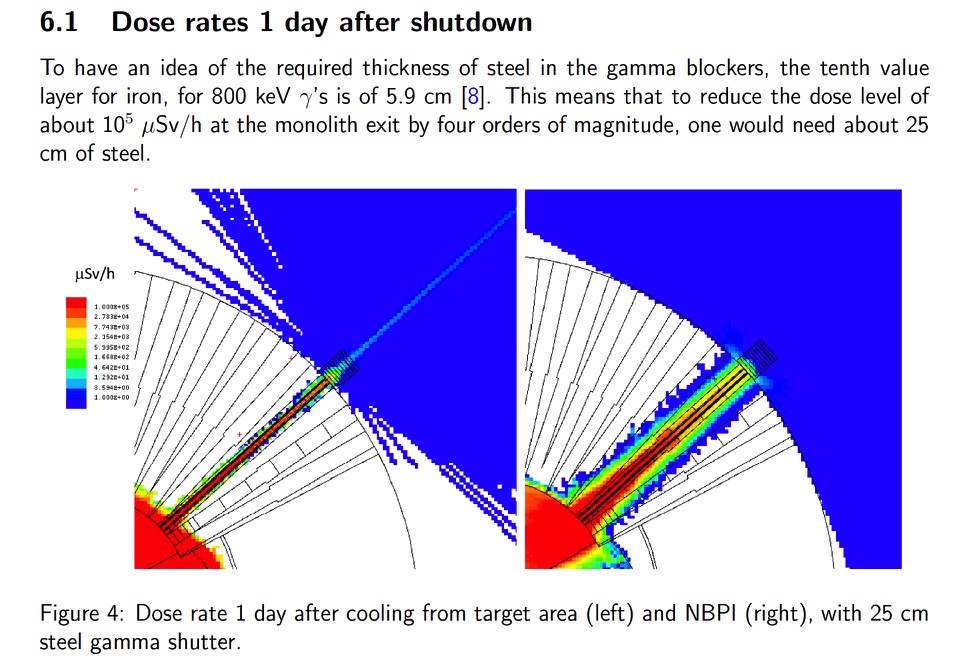 6.1 Dose rates 1 day after shutdown
To have an idea of the required thickness of steel in the gamma blockers, the tenth value
layer for iron, for 800 keV γ's is of 5.9 cm [8]. This means that to reduce the dose level of
about 10⁵ μSv/h at the monolith exit by four orders of magnitude, one would need about 25
cm of steel.
μSv/h
1.000E+05
2.783E+04
7.743E+03
2.154E+03
5.995E+02
1.668E+02
4.642E+01
1.292E+01
3.594E+00
1.000E+00
Figure 4: Dose rate 1 day after cooling from target area (left) and NBPI (right), with 25 cm
steel gamma shutter.